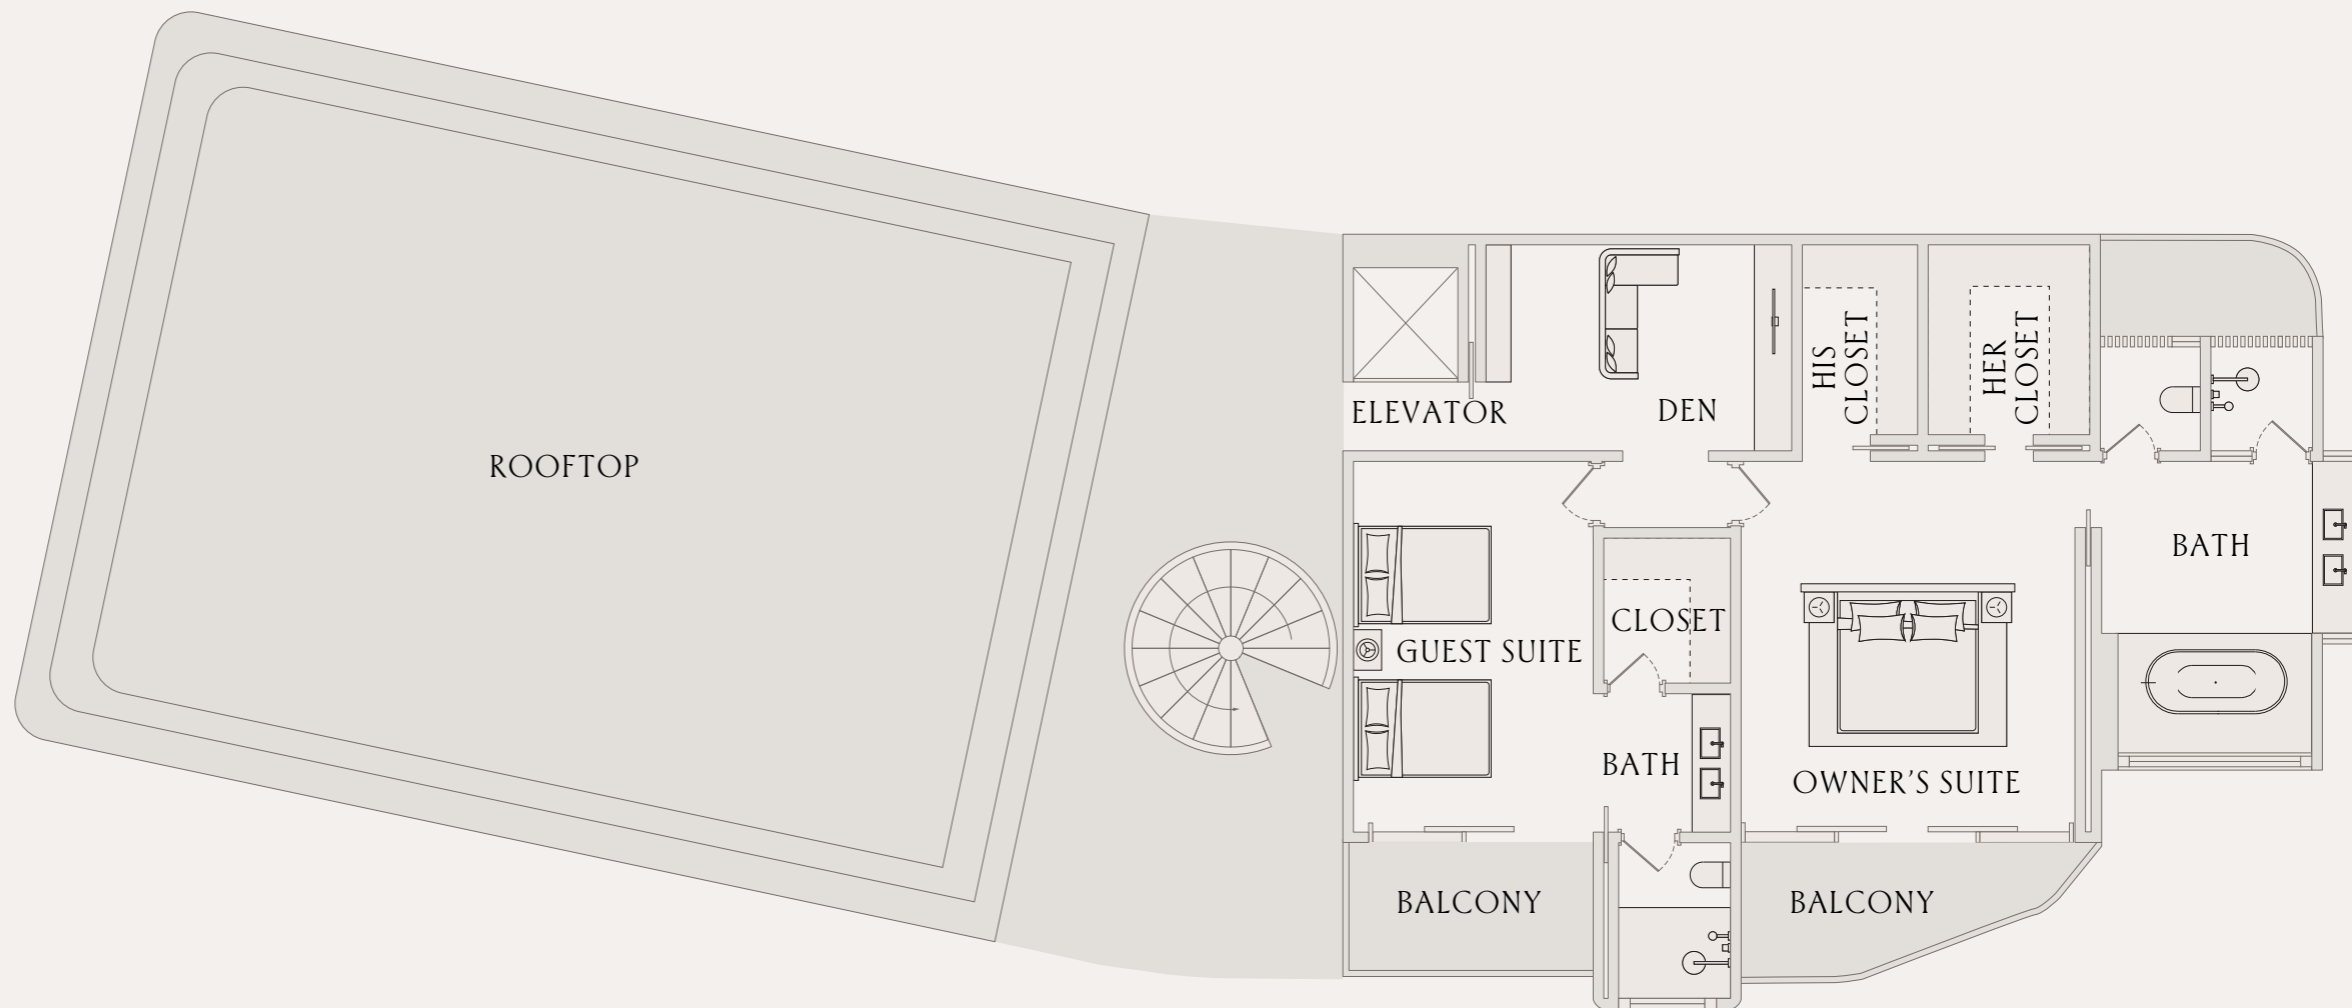 ROOFTOP
ELEVATOR
DEN
HIS
CLOSET
HER
CLOSET
BATH
CLOSET
GUEST SUITE
BATH
OWNER'S SUITE
BALCONY
BALCONY